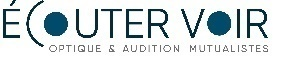 ÉCOUTER VOIR
OPTIQUE & AUDITION MUTUALISTES